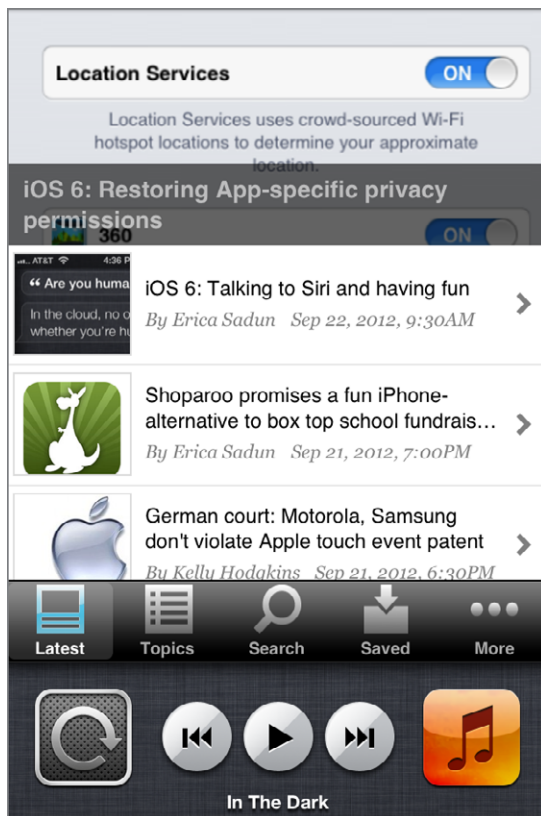 Location Services
ON
Location Services uses crowd-sourced Wi-Fi
hotspot locations to determine your approximate
location.
iOS 6: Restoring App-specific privacy
permissions
360
ON
AT&T 4:36 P
“ Are you huma
In the cloud, no o
whether you're hu
iOS 6: Talking to Siri and having fun
By Erica Sadun Sep 22, 2012, 9:30AM
Shoparoo promises a fun iPhone-
alternative to box top school fundrais...
By Erica Sadun Sep 21, 2012, 7:00PM
German court: Motorola, Samsung
don't violate Apple touch event patent
By Kelly Hodgkins Sep 21, 2012, 6:30PM
Latest
Topics
Search
Saved
More
In The Dark